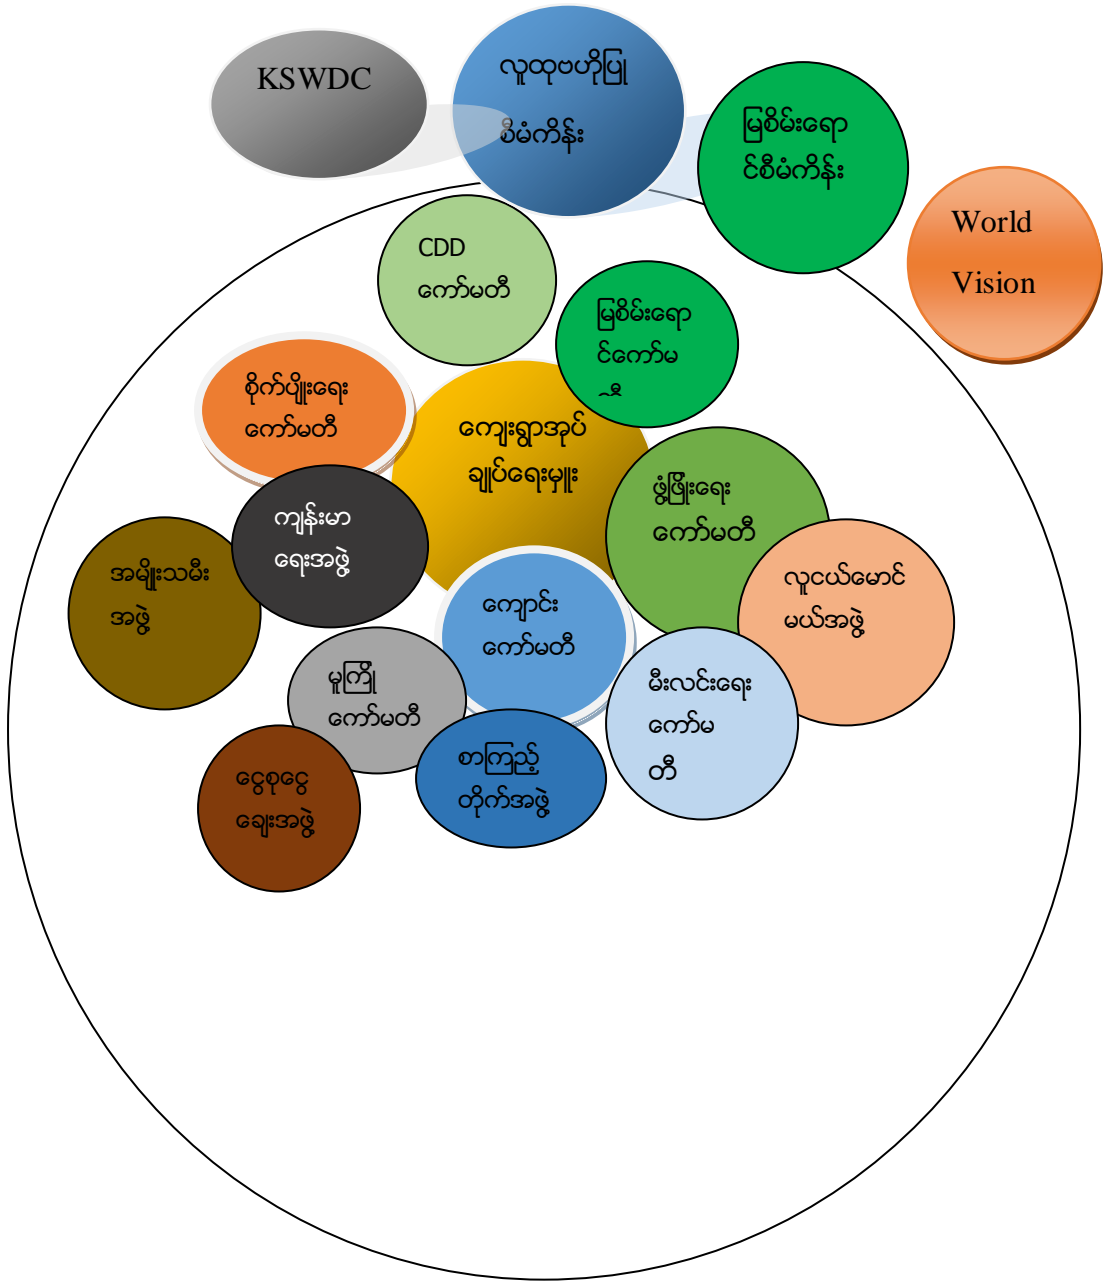 KSWDC
လူထုဗဟိုပြု
စီမံကိန်း
မြစိမ်းရော
င်စီမံကိန်း
World
Vision
CDD
ကော်မတီ
မြစိမ်းရော
င်ကော်မ
စိုက်ပျိုးရေး
ကော်မတီ
ကျေးရွာအုပ်
ချုပ်ရေးမှူး
ဖွံ့ဖြိုးရေး
ကော်မတီ
ကျန်းမာ
ရေးအဖွဲ့
အမျိုးသမီး
အဖွဲ့
လူငယ်မောင်
မယ်အဖွဲ့
ကျောင်း
ကော်မတီ
မူကြို
ကော်မတီ
မီးလင်းရေး
ကော်မ
တီ
စာကြည့်
တိုက်အဖွဲ့
ငွေစုငွေ
ချေးအဖွဲ့